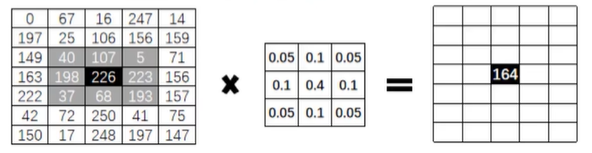 0 67 16 247 14
197 25 106 156 159
149 40 107 5 71
163 198 226 223 156
222 37 68 193 157
42 72 250 41 75
150 17 248 197 147
×
0.05 0.1 0.05
0.1 0.4 0.1
0.05 0.1 0.05
=
164